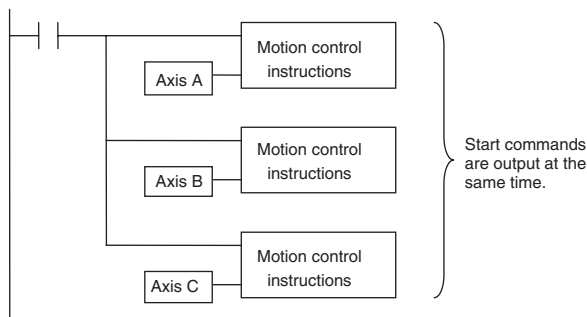 Motion control
instructions
Axis A
Motion control
instructions
Axis B
Motion control
instructions
Axis C
Start commands
are output at the
same time.